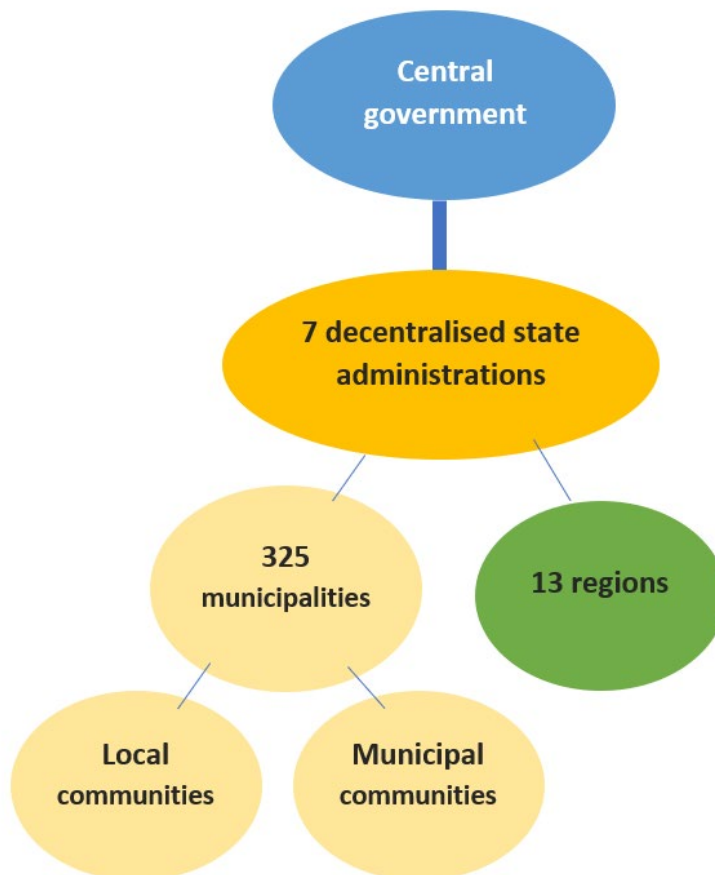 Central
government
7 decentralised state
administrations
325
municipalities
13 regions
Local
communities
Municipal
communities